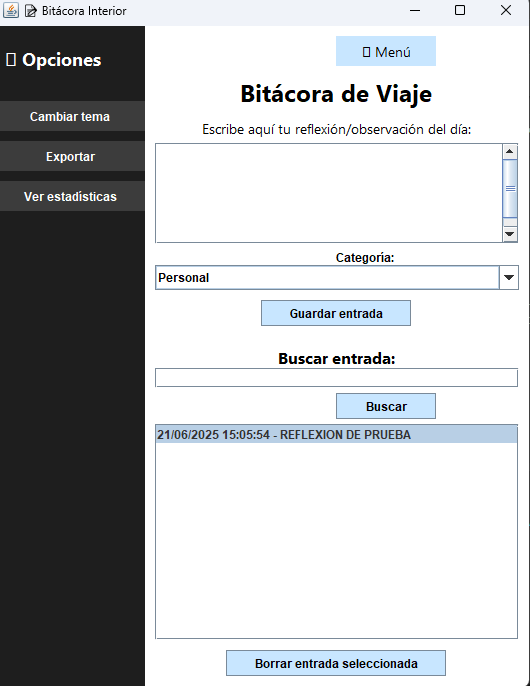 Bitácora Interior
Opciones
Cambiar tema
Exportar
Ver estadísticas
Menú
Bitácora de Viaje
Escribe aquí tu reflexión/observación del día:
Categoría:
Personal
Guardar entrada
Buscar entrada:
Buscar
21/06/2025 15:05:54 - REFLEXION DE PRUEBA
Borrar entrada seleccionada